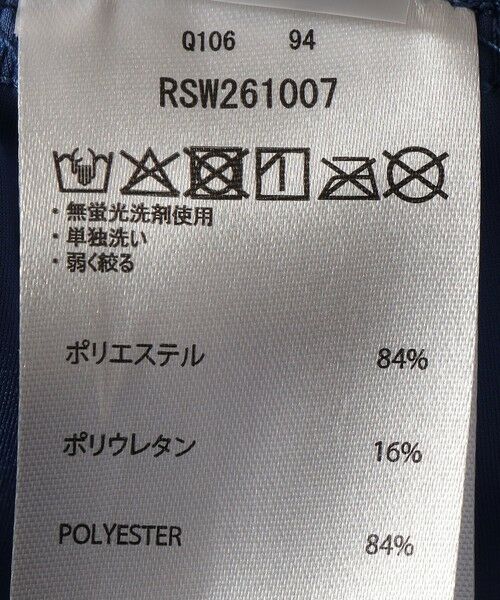 Q106 94
RSW261007
・無蛍光洗剤使用
・単独洗い
・弱く絞る
ポリエステル 84%
ポリウレタン 16%
POLYESTER 84%